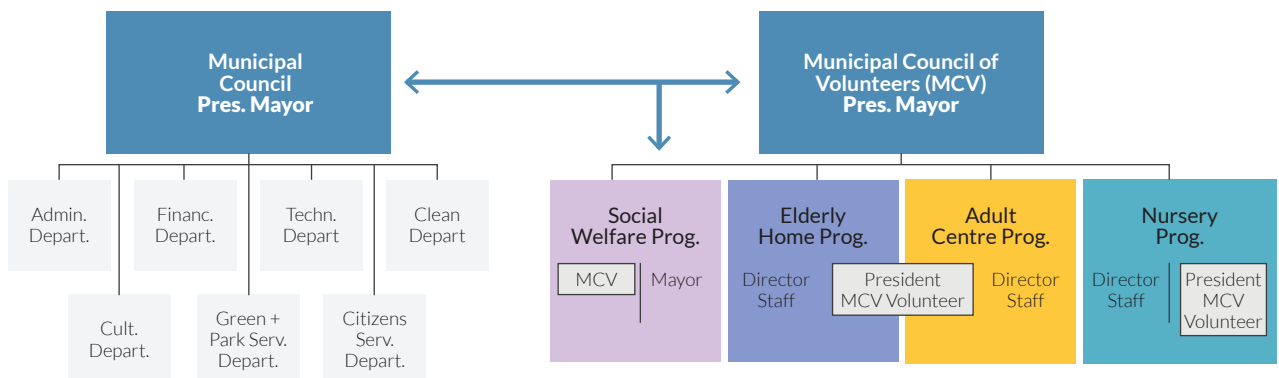 Municipal
Council
Pres. Mayor
Municipal Council of
Volunteers (MCV)
Pres. Mayor
Admin.
Depart.
Financ.
Depart.
Techn.
Depart
Clean
Depart
Cult.
Depart.
Green +
Park Serv.
Depart.
Citizens
Serv.
Depart.
Social
Welfare Prog.
MCV
Mayor
Elderly
Home Prog.
Director
Staff
President
MCV Volunteer
Adult
Centre Prog.
Director
Staff
Nursery
Prog.
Director
Staff
President
MCV
Volunteer